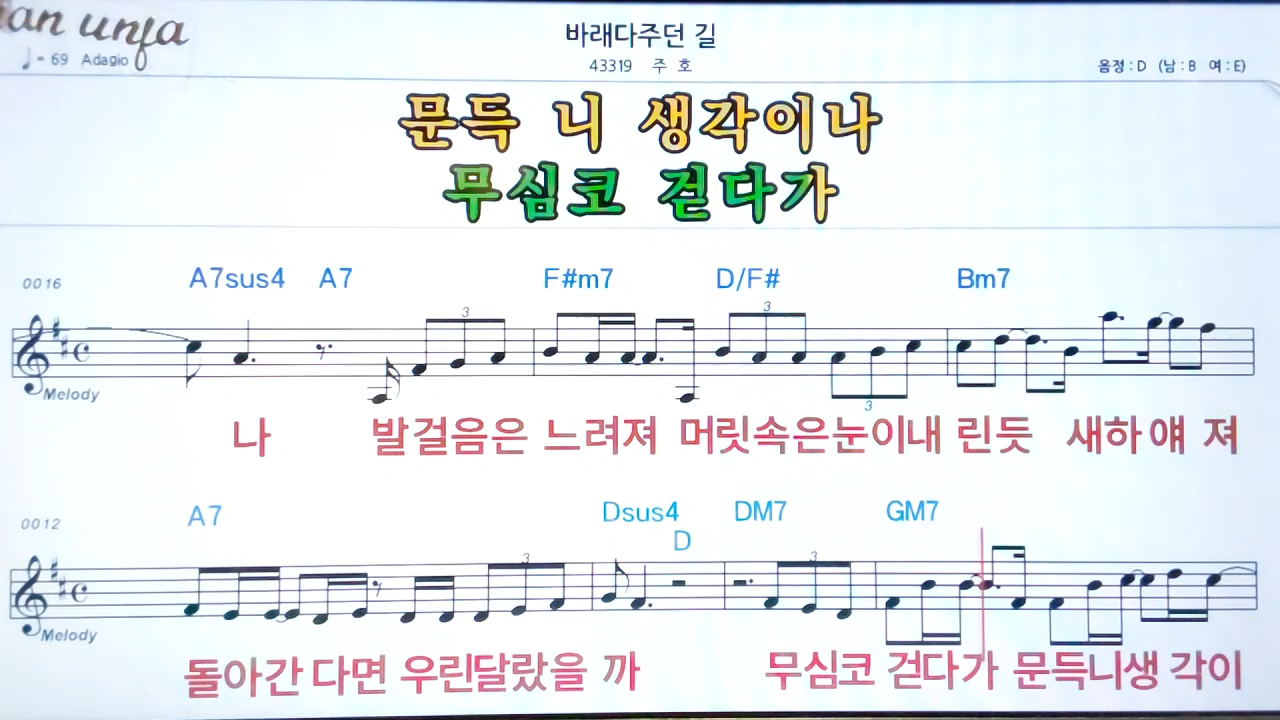 an unja
♩= 69 Adagio
바래다주던 길
43319 주 호
음정 : D (남 : B 여 : E)
문득 니 생각이나
무심코 걷다가
0016
A7sus4 A7 F#m7 D/F# Bm7
3 3
3
Melody
나 발걸음은 느려져 머릿속은눈이내 린듯 새하 얘 져
0012
A7 Dsus4 DM7 GM7
D
3 3
Melody
돌아간 다면 우린달랐을 까 무심코 걷다가 문득니생 각이